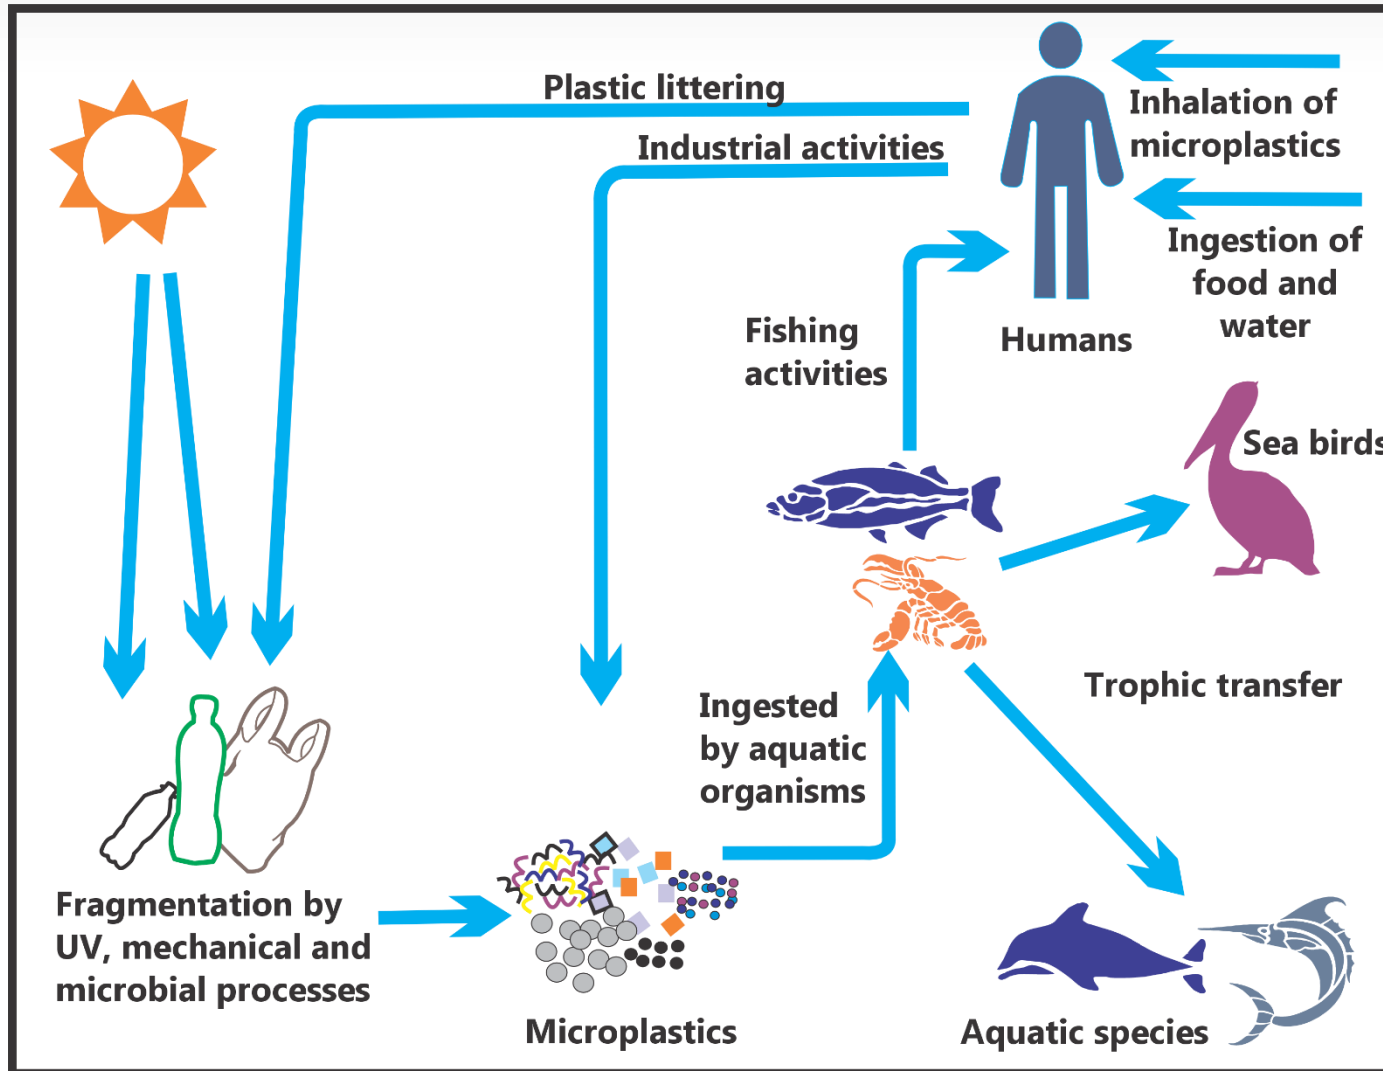 Plastic littering
Industrial activities
Inhalation of
microplastics
Ingestion of
food and
water
Humans
Fishing
activities
Sea birds
Trophic transfer
Ingested
by aquatic
organisms
Fragmentation by
UV, mechanical and
microbial processes
Microplastics
Aquatic species